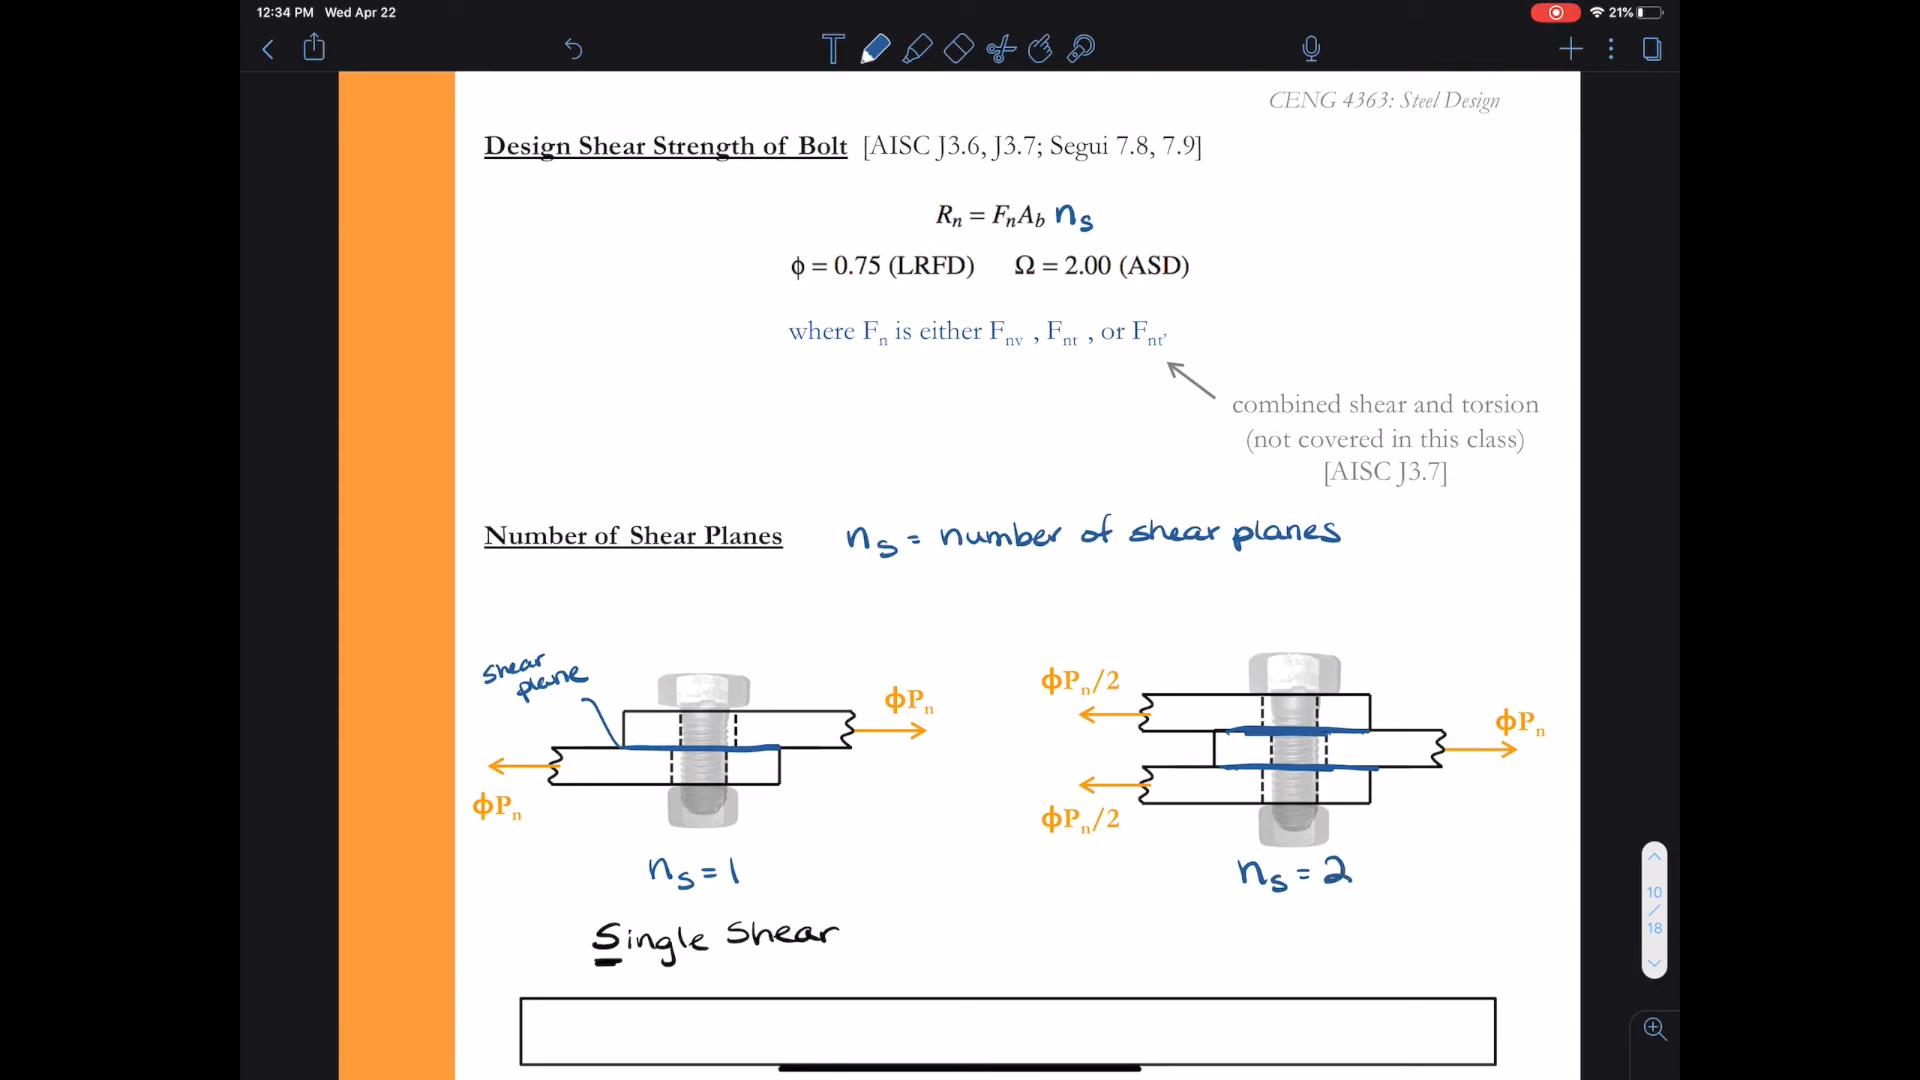 12:34 PM Wed Apr 22
21%
CENG 4363: Steel Design
Design Shear Strength of Bolt [AISC J3.6, J3.7; Segui 7.8, 7.9]
Rn = FnAb ns
ϕ = 0.75 (LRFD) Ω = 2.00 (ASD)
where Fn is either Fnv , Fnt , or Fnt’
combined shear and torsion
(not covered in this class)
[AISC J3.7]
Number of Shear Planes ns = number of shear planes
shear
plane
ϕPn
ϕPn
ns = 1
Single Shear
ϕPn/2
ϕPn
ϕPn/2
ns = 2
10
/
18